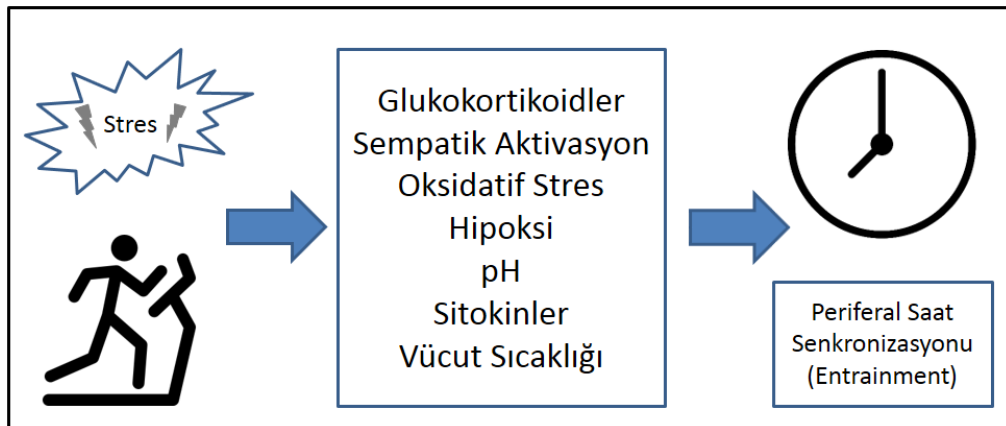 Stres
Glukokortikoidler
Sempatik Aktivasyon
Oksidatif Stres
Hipoksi
pH
Sitokinler
Vücut Sıcaklığı
Periferal Saat
Senkronizasyonu
(Entrainment)